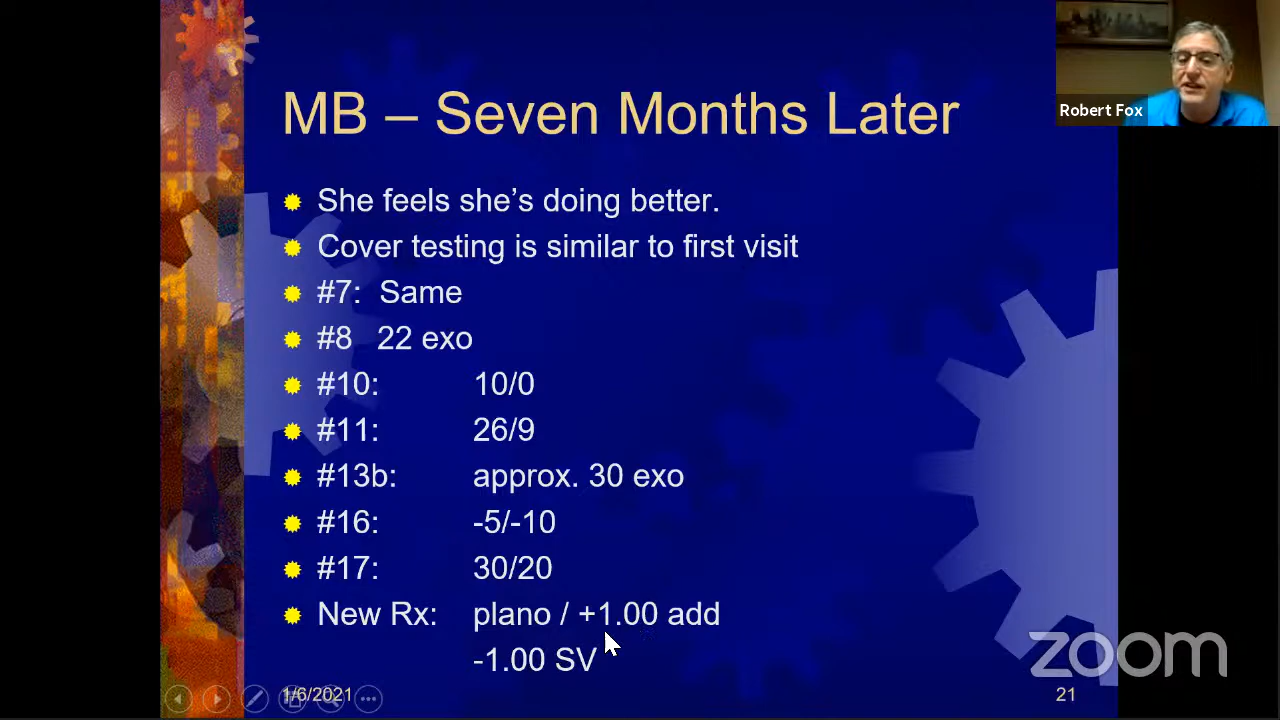 MB – Seven Months Later
Robert Fox
She feels she's doing better.
Cover testing is similar to first visit
#7: Same
#8 22 exo
#10: 10/0
#11: 26/9
#13b: approx. 30 exo
#16: -5/-10
#17: 30/20
New Rx: plano / +1.00 add
-1.00 SV
1/6/2021
21
zoom